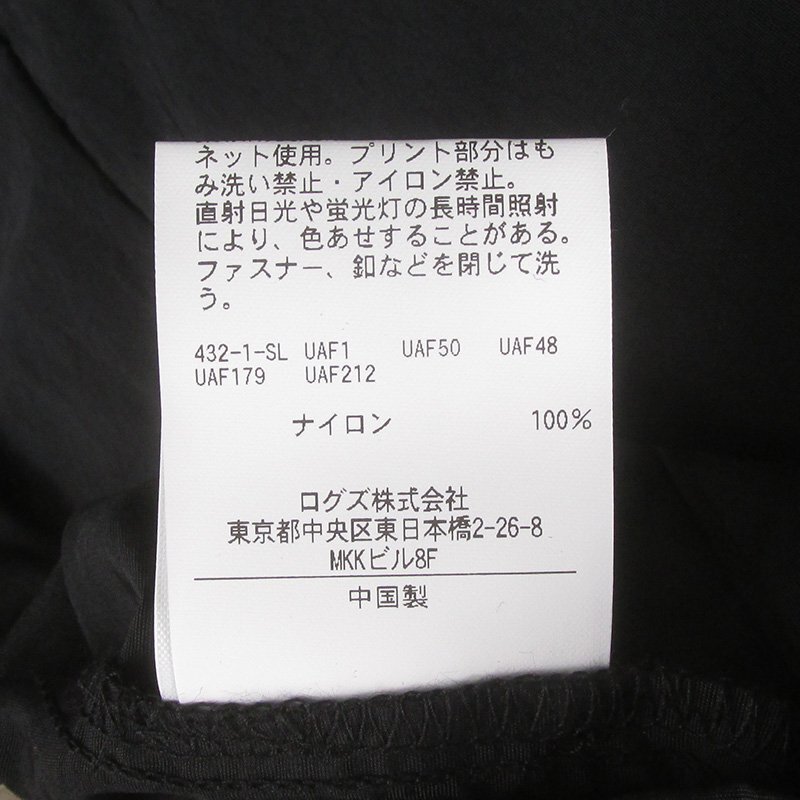 ネット使用。プリント部分はも
み洗い禁止・アイロン禁止。
直射日光や蛍光灯の長時間照射
により、色あせすることがある。
ファスナー、釦などを閉じて洗
う。
432-1-SL UAF1 UAF50 UAF48
UAF179 UAF212
ナイロン 100%
ログズ株式会社
東京都中央区東日本橋2-26-8
MKKビル8F
中国製